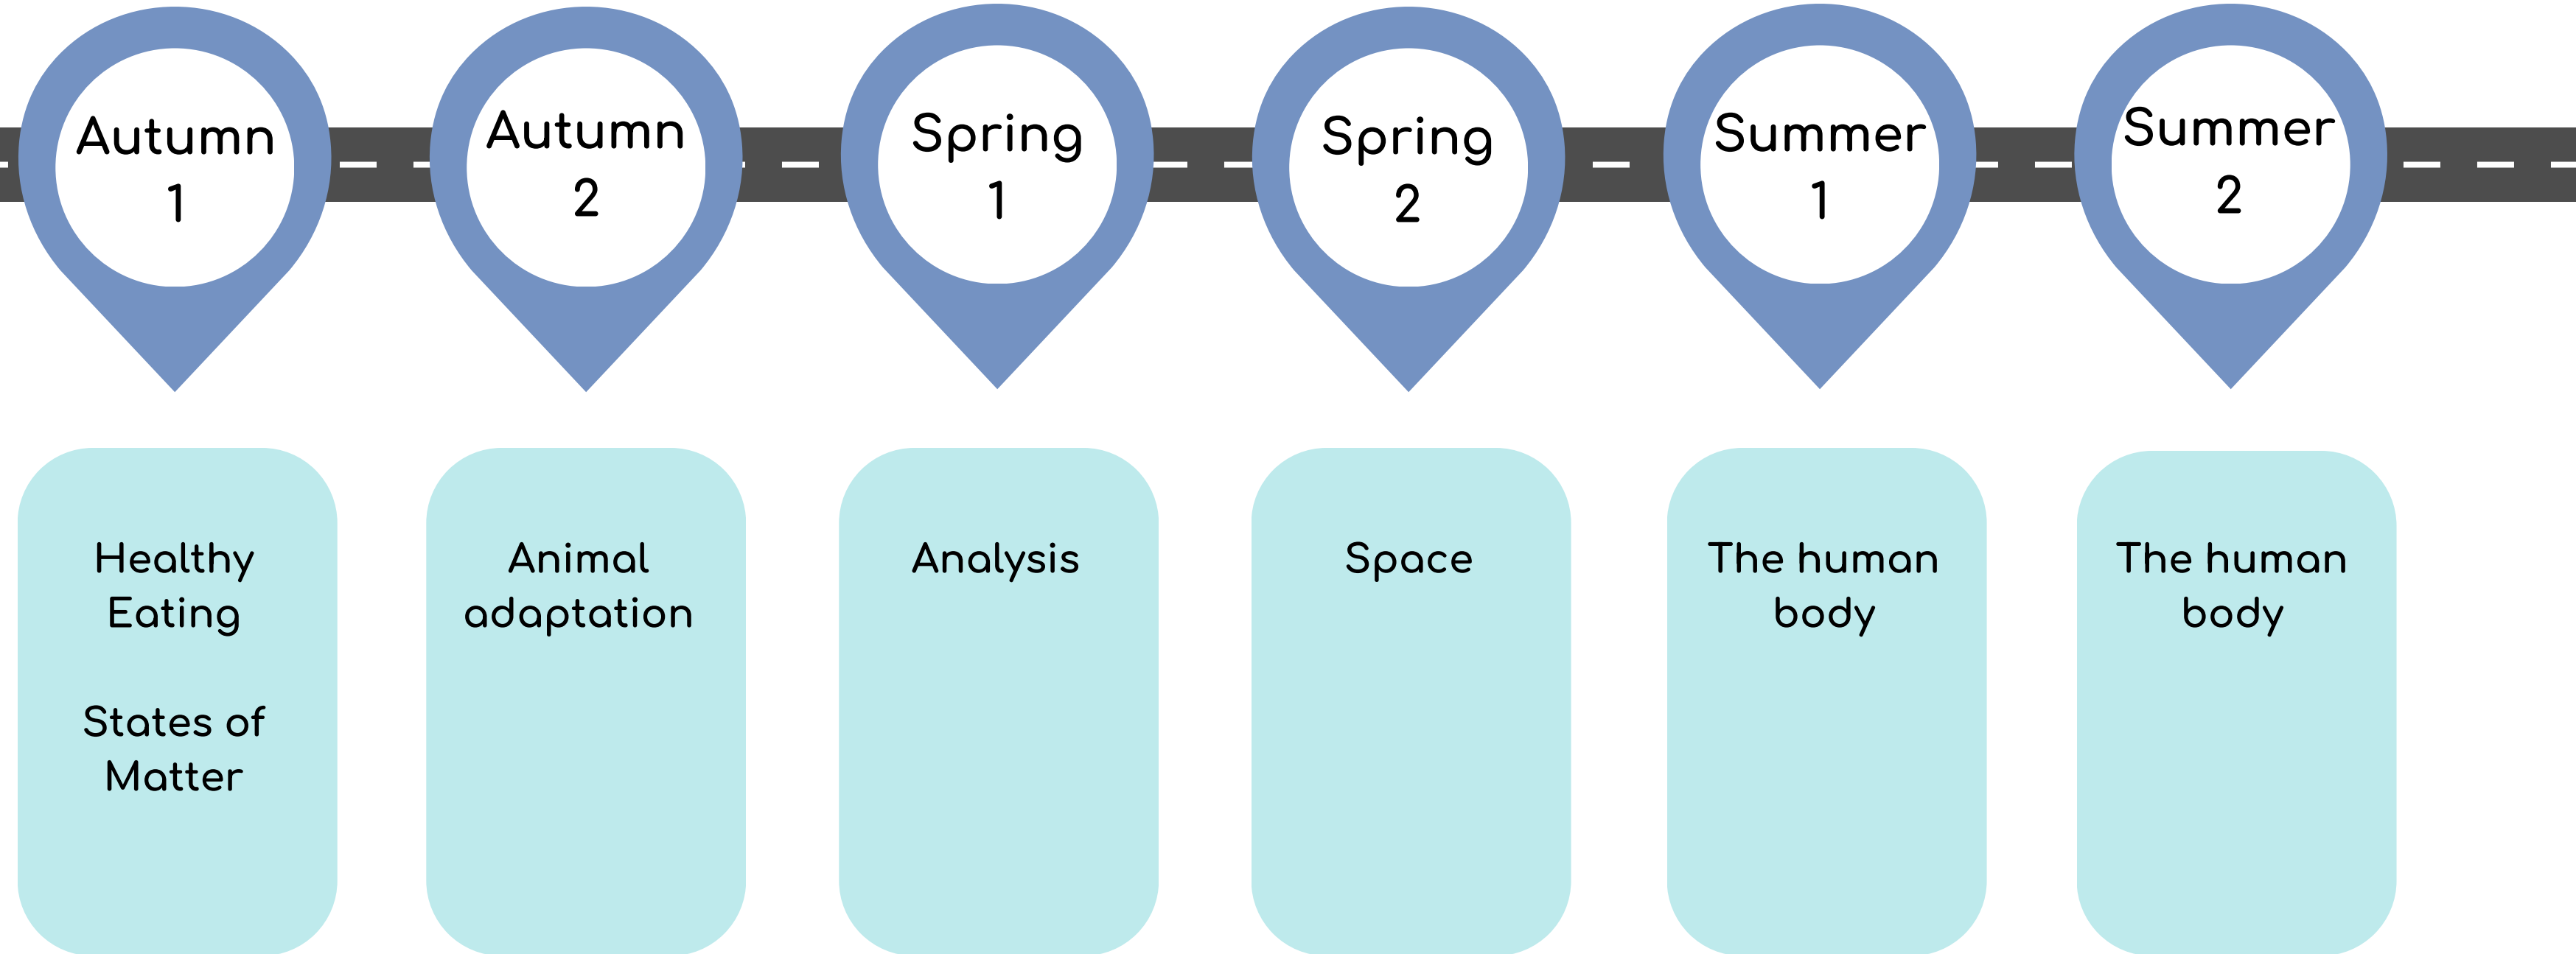 Autumn
1
Autumn
2
Spring
1
Spring
2
Summer
1
Summer
2
Healthy
Eating
States of
Matter
Animal
adaptation
Analysis
Space
The human
body
The human
body